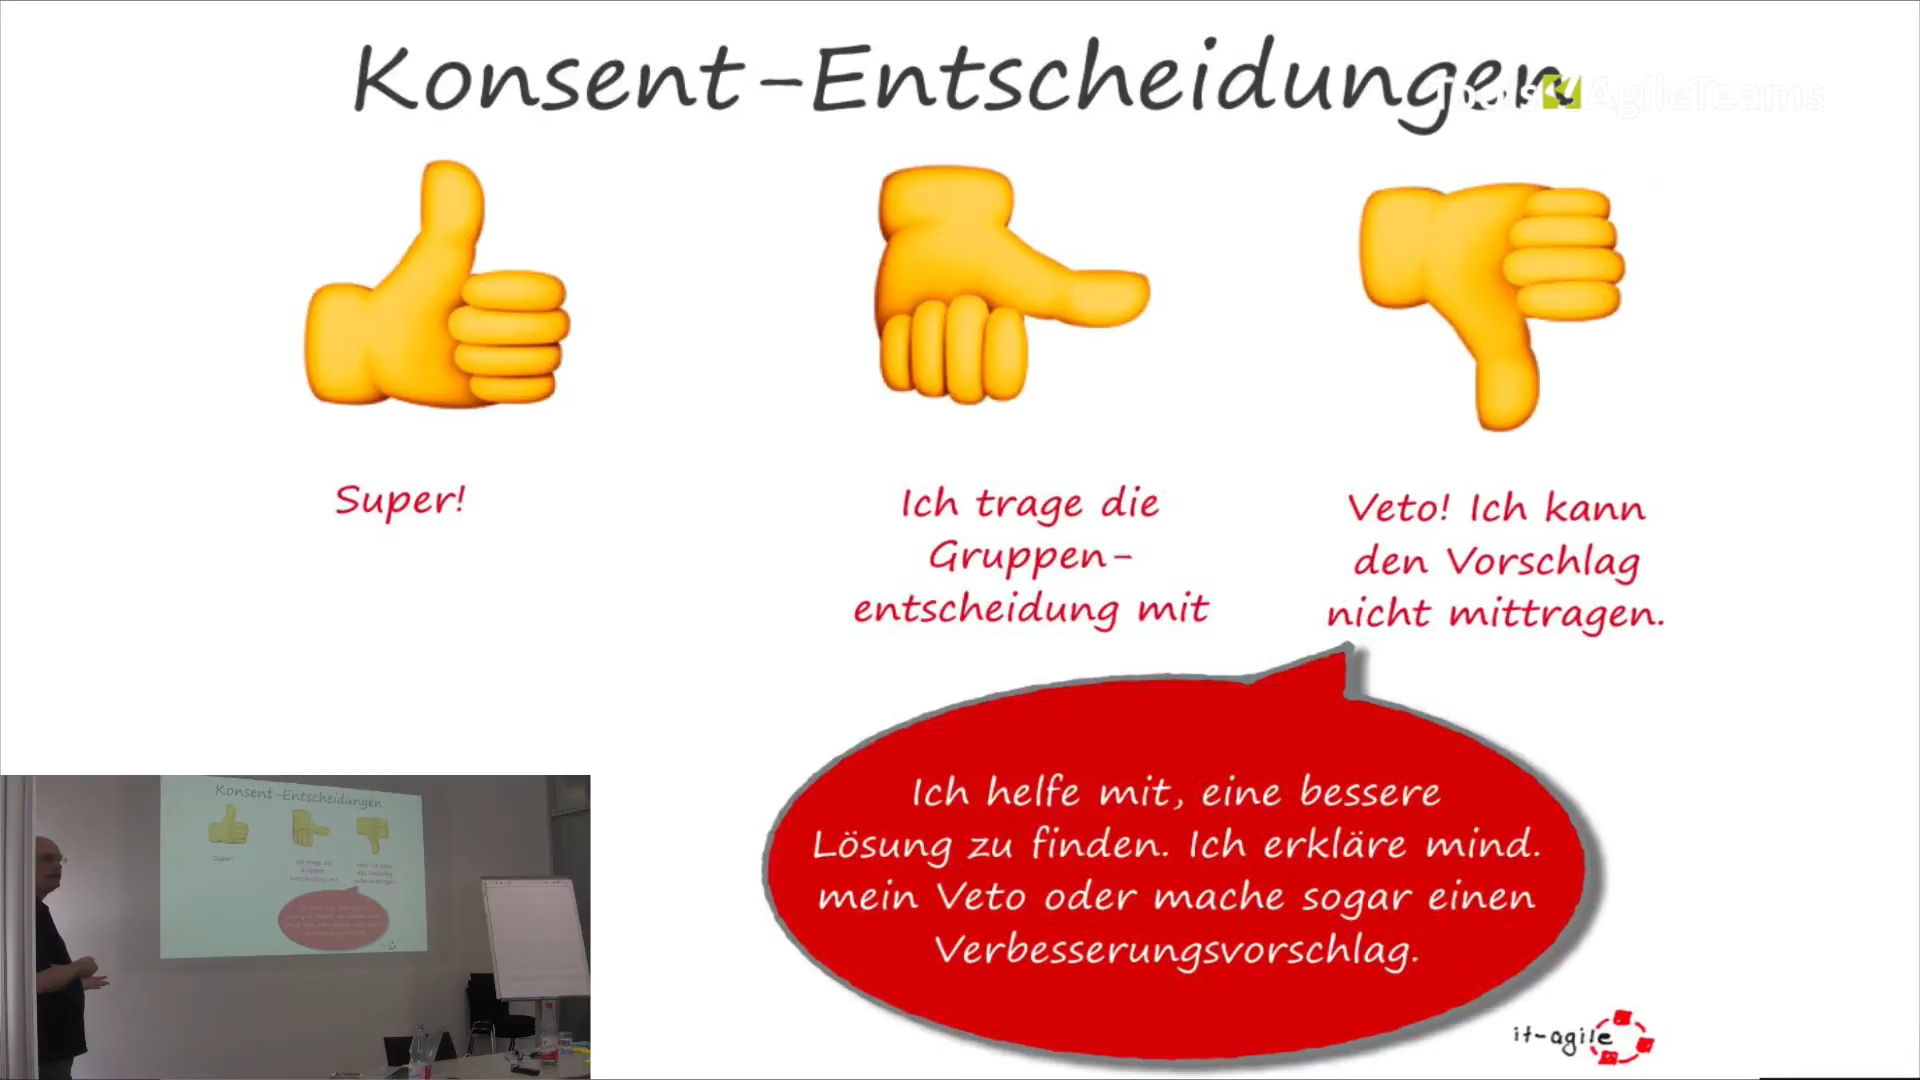 Konsent-Entscheidungen
Tools4AgileTeams
Super!
Ich trage die
Gruppen-
entscheidung mit
Veto! Ich kann
den Vorschlag
nicht mittragen.
Ich helfe mit, eine bessere
Lösung zu finden. Ich erkläre mind.
mein Veto oder mache sogar einen
Verbesserungsvorschlag.
it-agile
Konsent-Entscheidungen
Super!